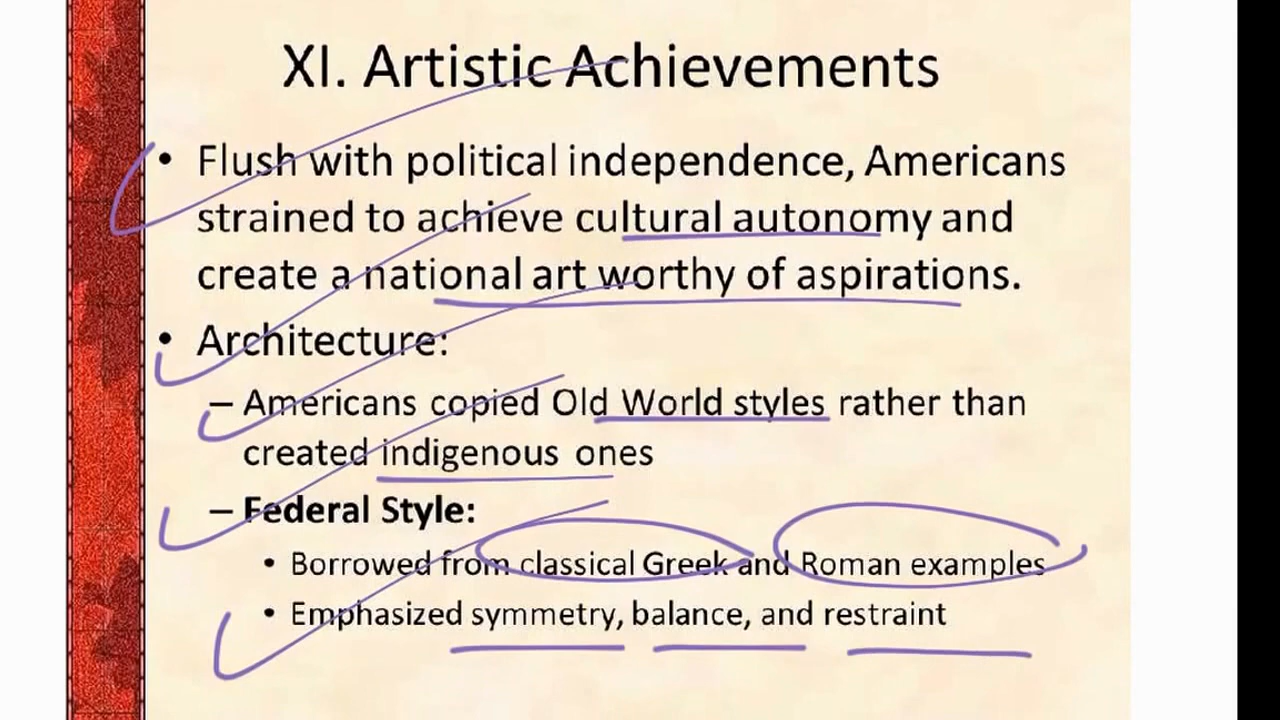 XI. Artistic Achievements
• Flush with political independence, Americans
strained to achieve cultural autonomy and
create a national art worthy of aspirations.
• Architecture:
– Americans copied Old World styles rather than
created indigenous ones
– Federal Style:
• Borrowed from classical Greek and Roman examples
• Emphasized symmetry, balance, and restraint